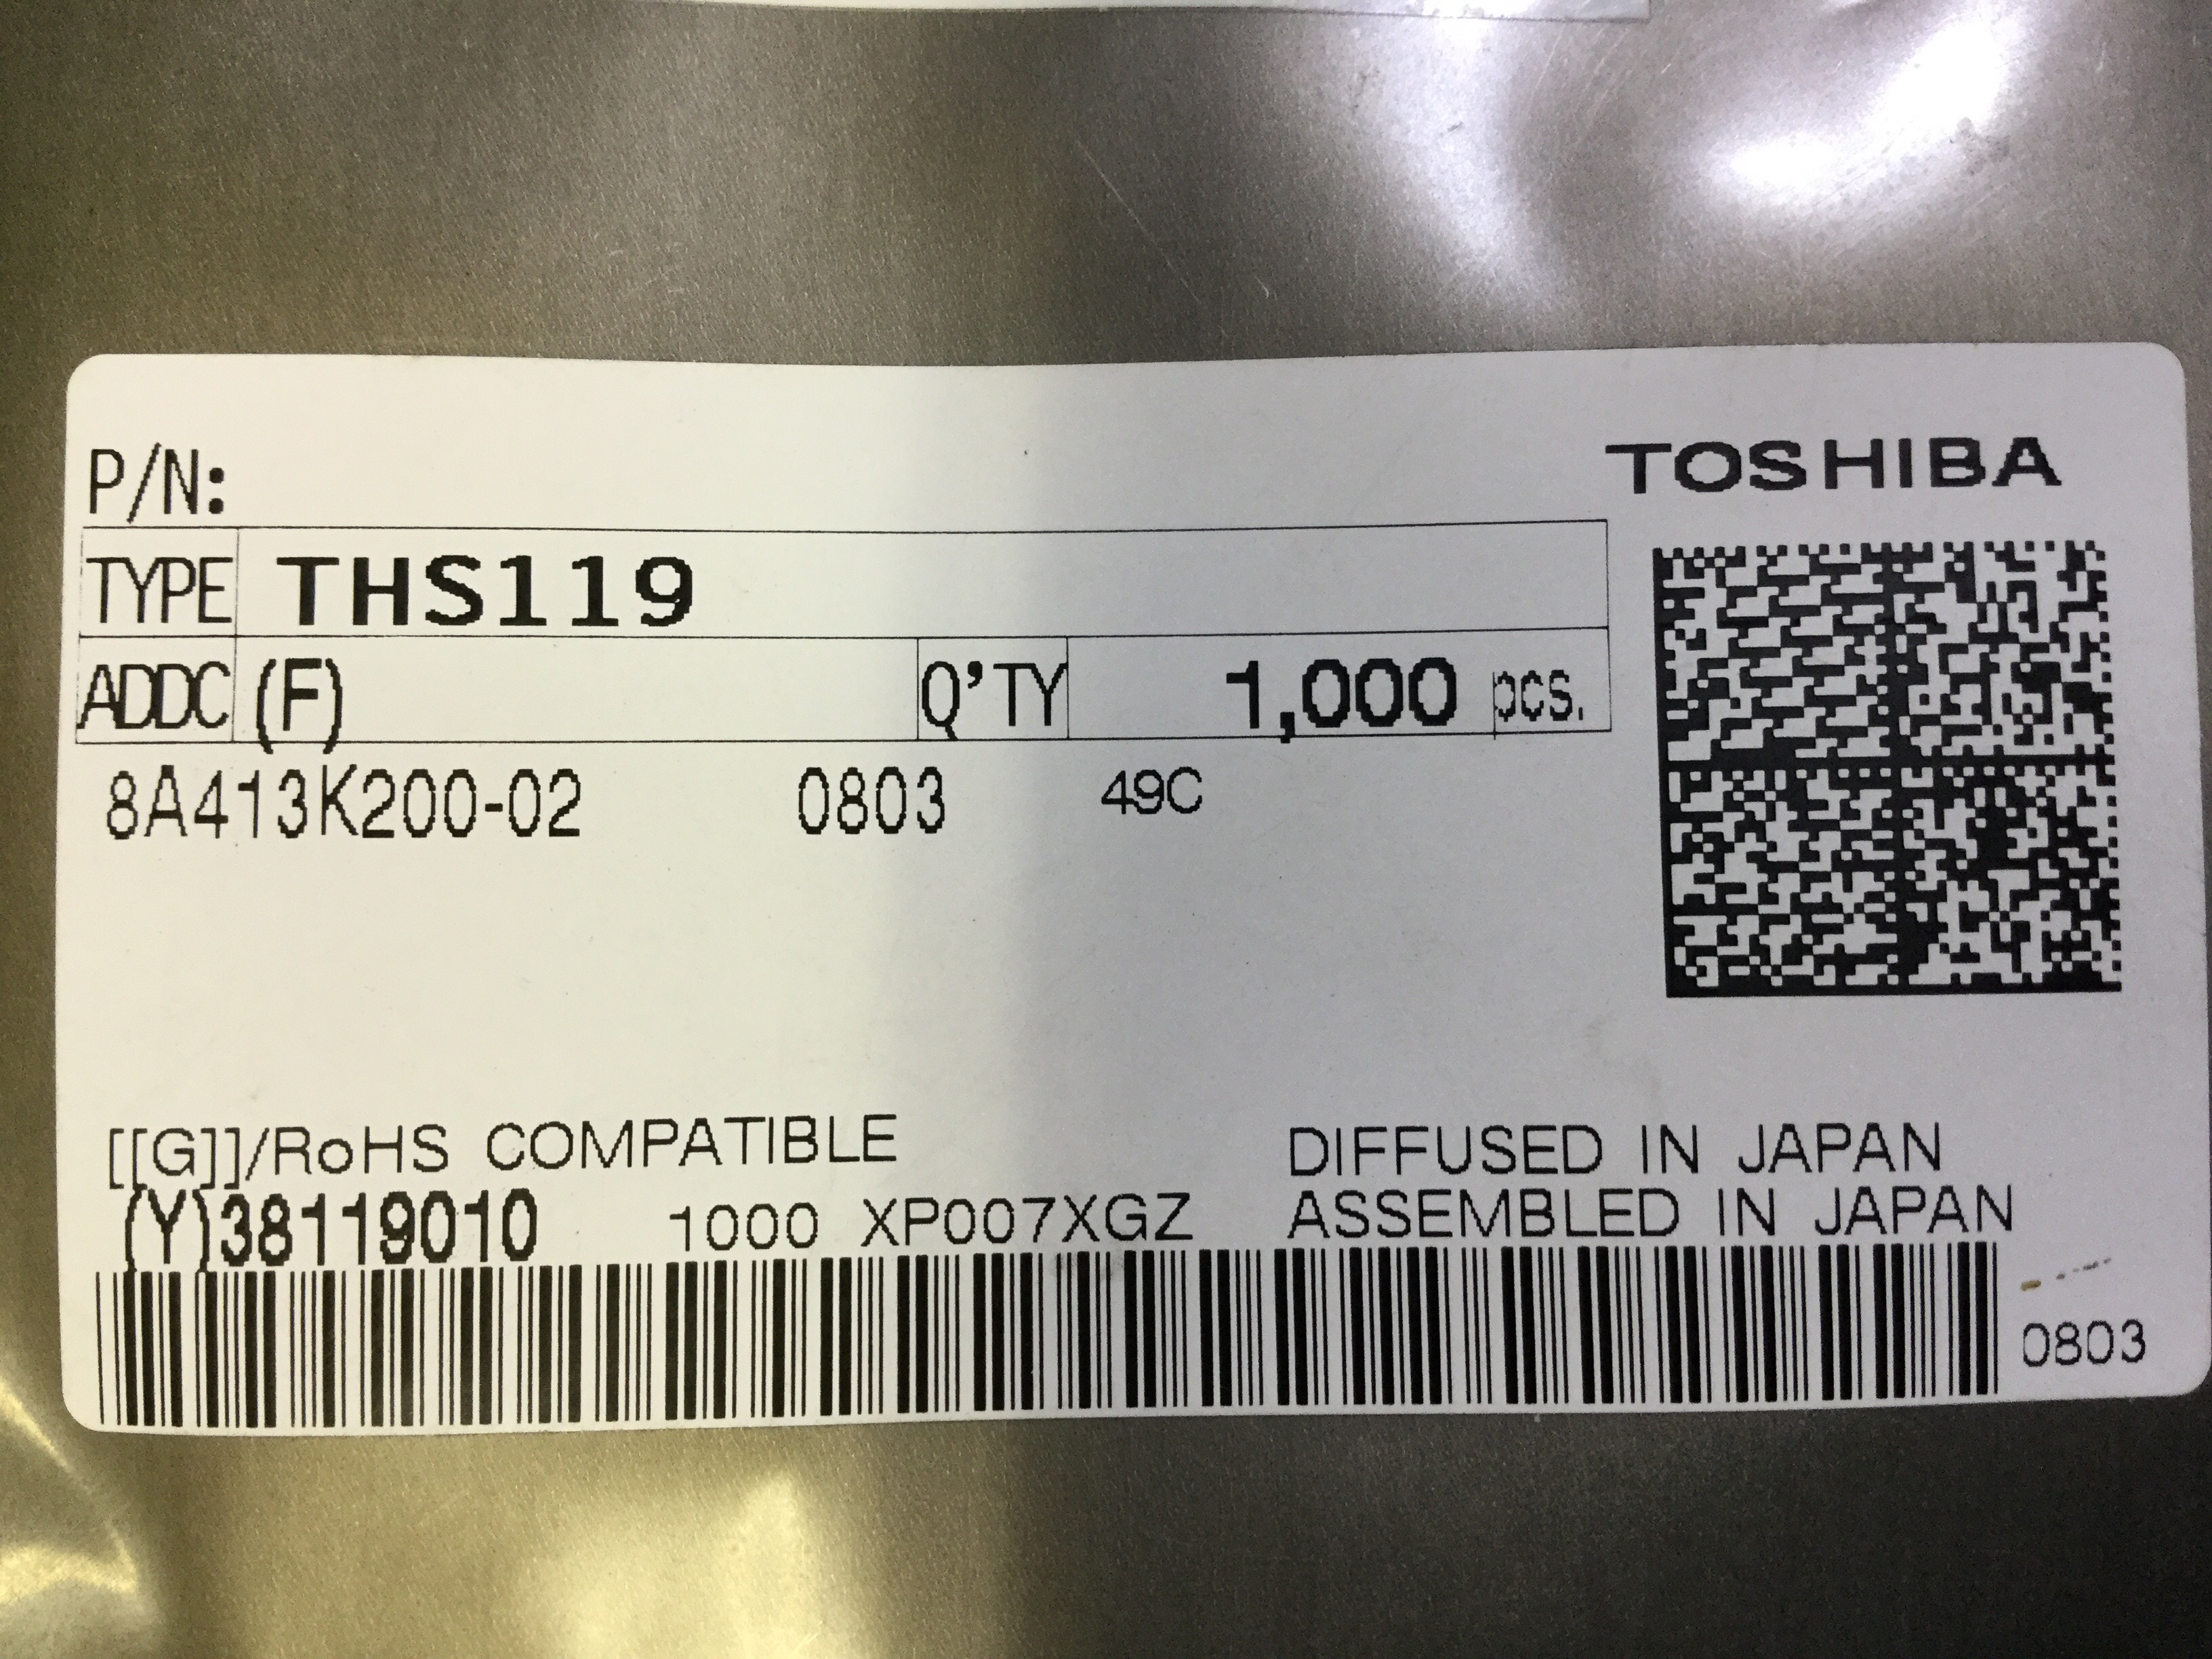 P/N:
TOSHIBA
TYPE THS119
ADDC (F) Q'TY 1,000 pcs.
8A413K200-02 0803 49C
[[G]]/RoHS COMPATIBLE DIFFUSED IN JAPAN
(Y)38119010 1000 XP007XGZ ASSEMBLED IN JAPAN
0803